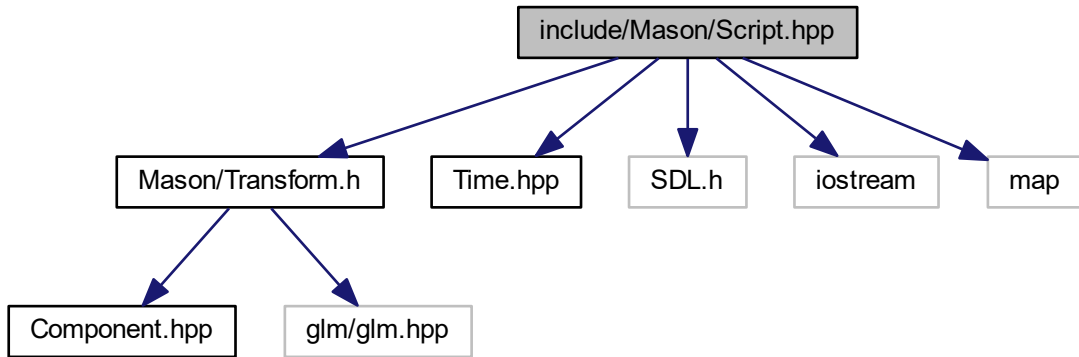 include/Mason/Script.hpp
Mason/Transform.h
Time.hpp
SDL.h
iostream
map
Component.hpp
glm/glm.hpp